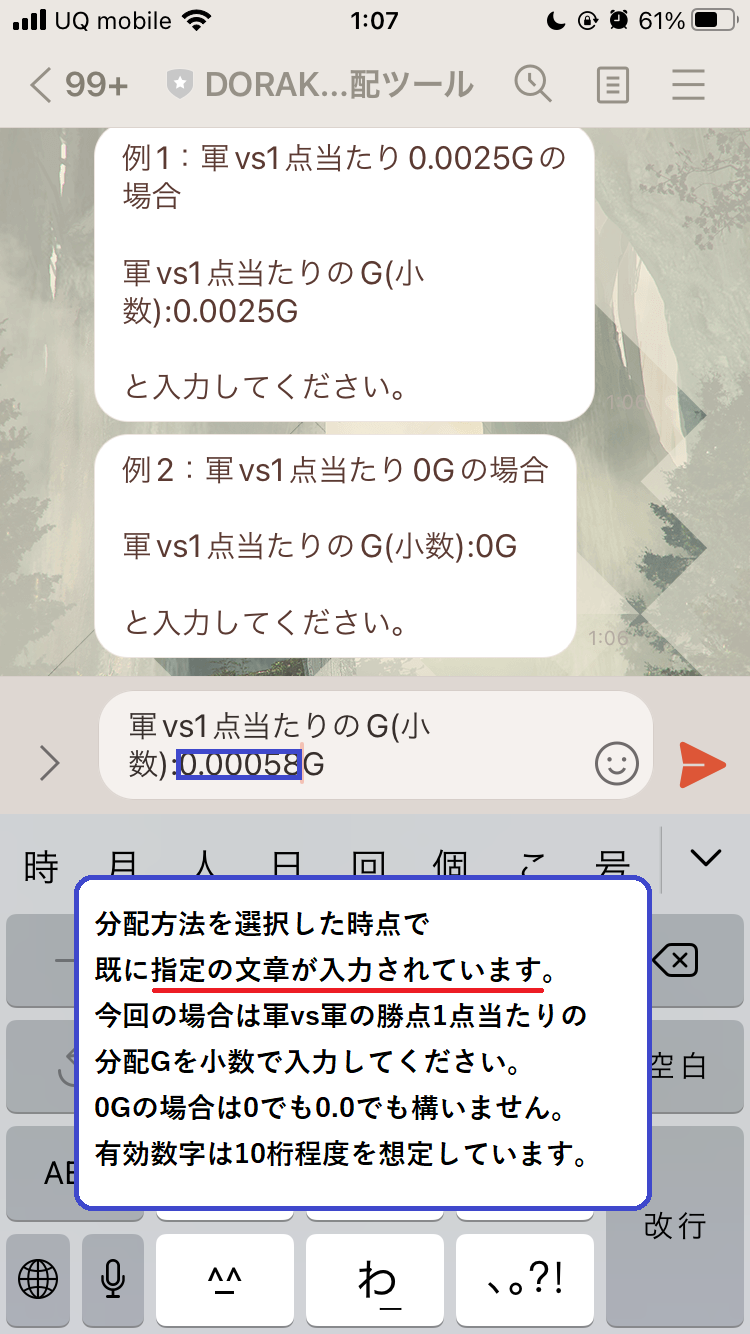 UQ mobile
1:07
61%
99+
DORAK...配ツール
例1：軍vs1点当たり0.0025Gの
場合
軍vs1点当たりのG(小
数):0.0025G
と入力してください。
1:06
例2：軍vs1点当たり0Gの場合
軍vs1点当たりのG(小数):0G
と入力してください。
1:06
軍vs1点当たりのG(小
数):0.00058G
時 月 人 日 回 個 こ 号
分配方法を選択した時点で
既に指定の文章が入力されています。
今回の場合は軍vs軍の勝点1点当たりの
分配Gを小数で入力してください。
0Gの場合は0でも0.0でも構いません。
有効数字は10桁程度を想定しています。
空白
改行
^^
わ
、。?!